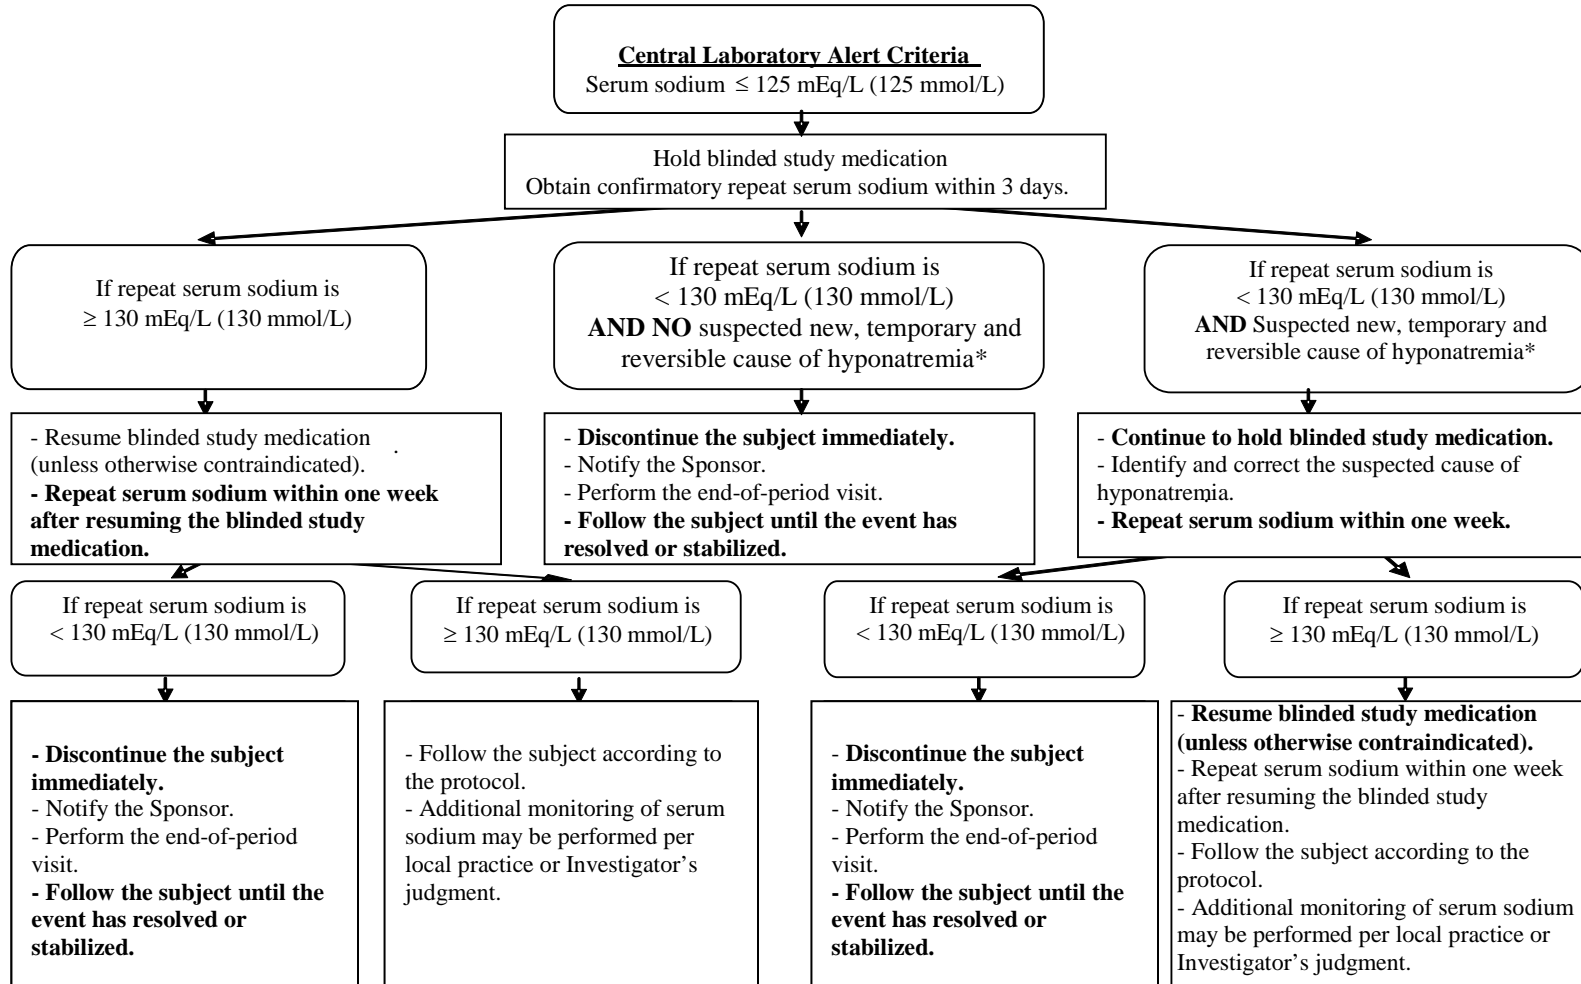 Central Laboratory Alert Criteria
Serum sodium ≤ 125 mEq/L (125 mmol/L)
Hold blinded study medication
Obtain confirmatory repeat serum sodium within 3 days.
If repeat serum sodium is
≥ 130 mEq/L (130 mmol/L)
If repeat serum sodium is
< 130 mEq/L (130 mmol/L)
AND NO suspected new, temporary and
reversible cause of hyponatremia*
If repeat serum sodium is
< 130 mEq/L (130 mmol/L)
AND Suspected new, temporary and
reversible cause of hyponatremia*
- Resume blinded study medication .
(unless otherwise contraindicated).
- Repeat serum sodium within one week
after resuming the blinded study
medication.
- Discontinue the subject immediately.
- Notify the Sponsor.
- Perform the end-of-period visit.
- Follow the subject until the event has
resolved or stabilized.
- Continue to hold blinded study medication.
- Identify and correct the suspected cause of
hyponatremia.
- Repeat serum sodium within one week.
If repeat serum sodium is
< 130 mEq/L (130 mmol/L)
If repeat serum sodium is
≥ 130 mEq/L (130 mmol/L)
If repeat serum sodium is
< 130 mEq/L (130 mmol/L)
If repeat serum sodium is
≥ 130 mEq/L (130 mmol/L)
- Discontinue the subject
immediately.
- Notify the Sponsor.
- Perform the end-of-period
visit.
- Follow the subject until the
event has resolved or
stabilized.
- Follow the subject according to
the protocol.
- Additional monitoring of serum
sodium may be performed per
local practice or Investigator's
judgment.
- Discontinue the subject
immediately.
- Notify the Sponsor.
- Perform the end-of-period
visit.
- Follow the subject until the
event has resolved or
stabilized.
- Resume blinded study medication
(unless otherwise contraindicated).
- Repeat serum sodium within one week
after resuming the blinded study
medication.
- Follow the subject according to the
protocol.
- Additional monitoring of serum sodium
may be performed per local practice or
Investigator's judgment.